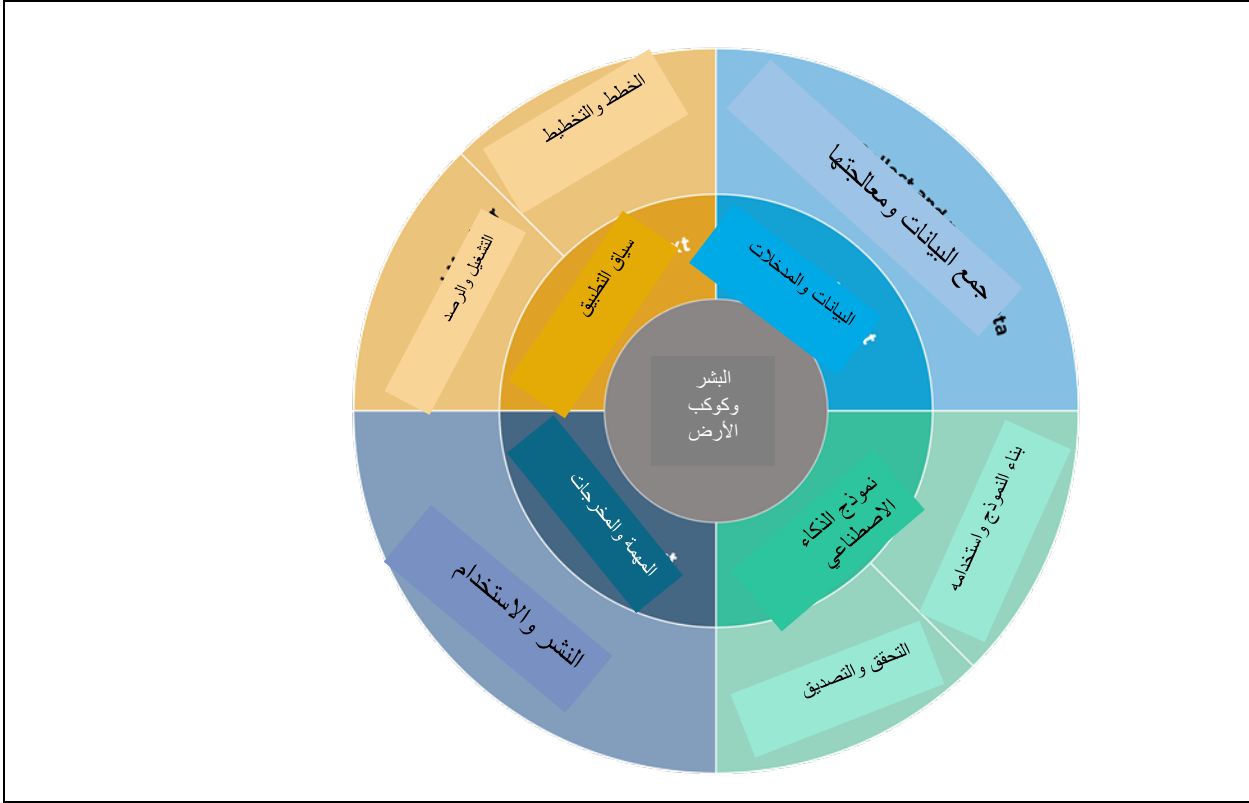 الخطط والتخطيط
جمع البيانات ومعالجتها
التشغيل والرصد
سياق التطبيق
البيانات والمدخلات
البشر
وكوكب
الأرض
المهمة والمخرجات
نموذج الذكاء
الاصطناعي
بناء النموذج واستخدامه
النشر والاستخدام
التحقق والتصديق